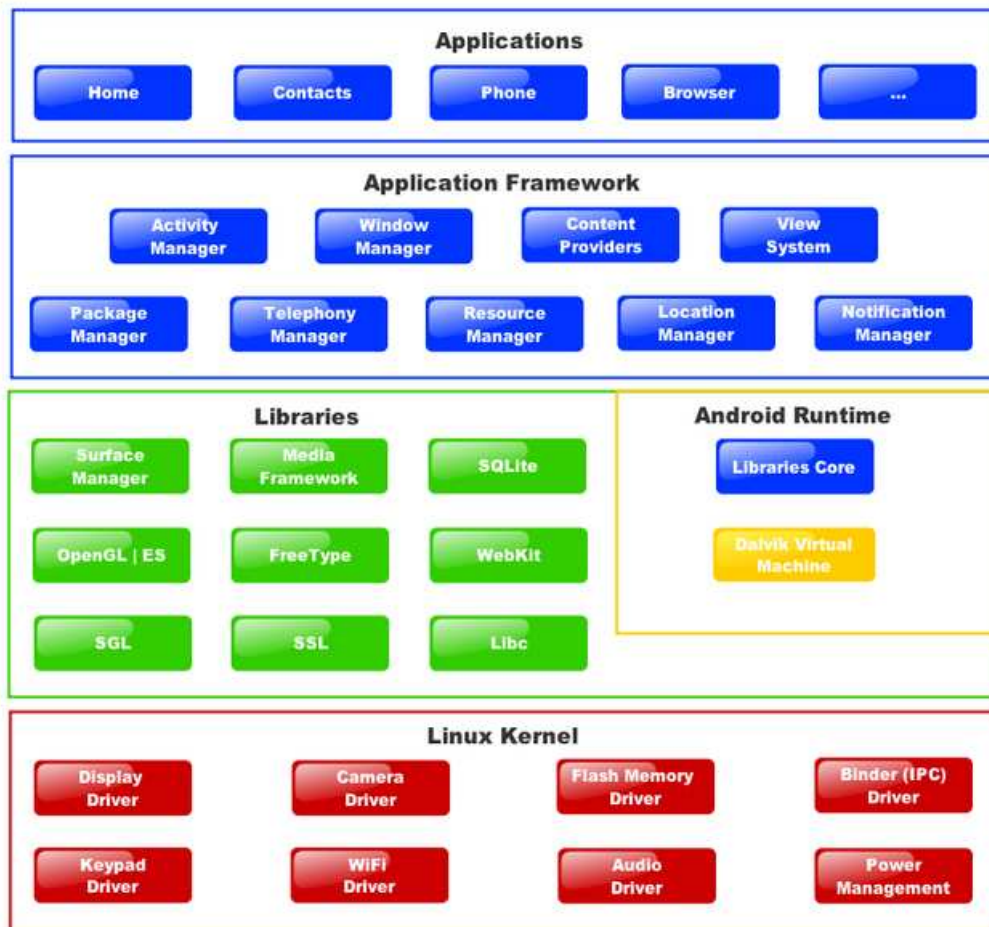 Applications
Home
Contacts
Phone
Browser
...
Application Framework
Activity
Manager
Window
Manager
Content
Providers
View
System
Package
Manager
Telephony
Manager
Resource
Manager
Location
Manager
Notification
Manager
Libraries
Surface
Manager
Media
Framework
SQLite
OpenGL | ES
FreeType
WebKit
SGL
SSL
Libc
Android Runtime
Libraries Core
Dalvik Virtual
Machine
Linux Kernel
Display
Driver
Camera
Driver
Flash Memory
Driver
Binder (IPC)
Driver
Keypad
Driver
WiFi
Driver
Audio
Driver
Power
Management